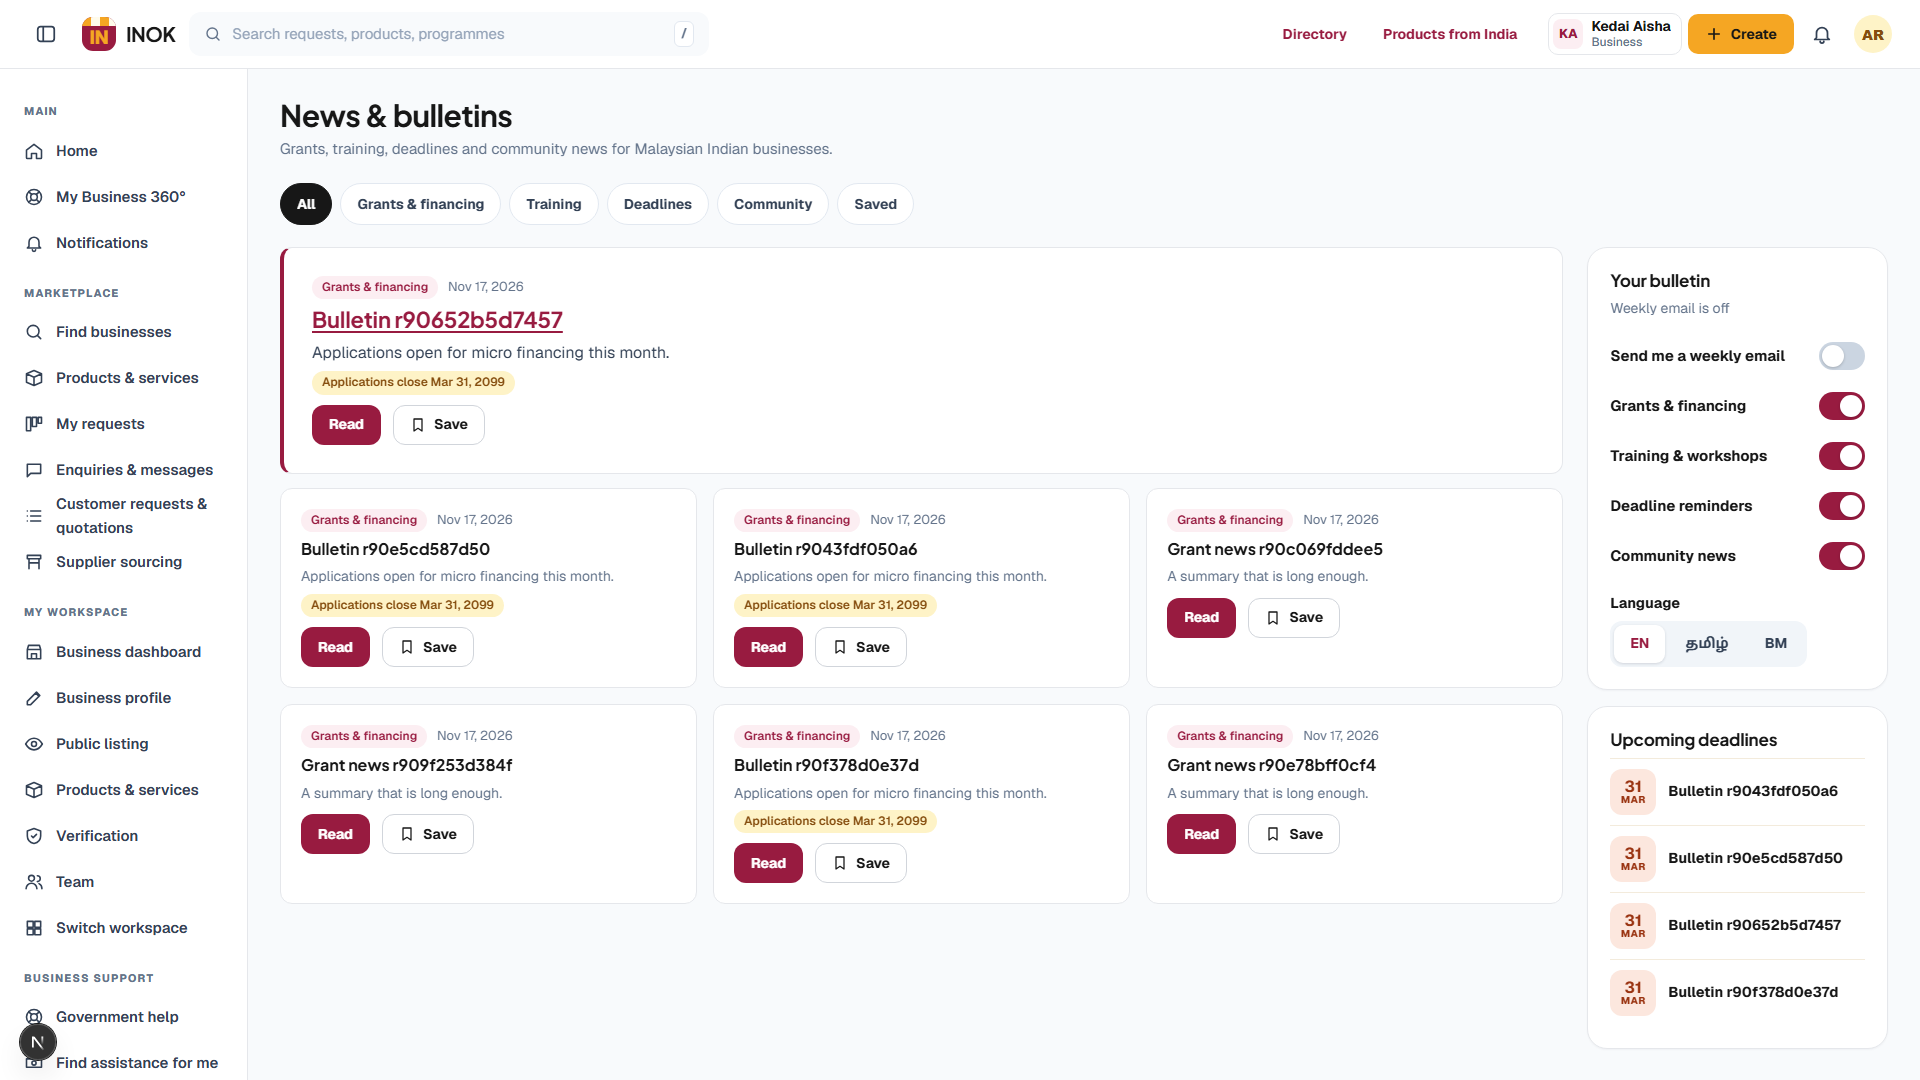 INOK
IN
Search requests, products, programmes
/
Directory
Products from India
KA
Kedai Aisha
Business
Create
AR
MAIN
Home
My Business 360°
Notifications
MARKETPLACE
Find businesses
Products & services
My requests
Enquiries & messages
Customer requests &
quotations
Supplier sourcing
MY WORKSPACE
Business dashboard
Business profile
Public listing
Products & services
Verification
Team
Switch workspace
BUSINESS SUPPORT
Government help
N
Find assistance for me
News & bulletins
Grants, training, deadlines and community news for Malaysian Indian businesses.
All
Grants & financing
Training
Deadlines
Community
Saved
Grants & financing Nov 17, 2026
Bulletin r90652b5d7457
Applications open for micro financing this month.
Applications close Mar 31, 2099
Read Save
Grants & financing Nov 17, 2026
Bulletin r90e5cd587d50
Applications open for micro financing this month.
Applications close Mar 31, 2099
Read Save
Grants & financing Nov 17, 2026
Bulletin r9043fdf050a6
Applications open for micro financing this month.
Applications close Mar 31, 2099
Read Save
Grants & financing Nov 17, 2026
Grant news r90c069fddee5
A summary that is long enough.
Read Save
Grants & financing Nov 17, 2026
Grant news r909f253d384f
A summary that is long enough.
Read Save
Grants & financing Nov 17, 2026
Bulletin r90f378d0e37d
Applications open for micro financing this month.
Applications close Mar 31, 2099
Read Save
Grants & financing Nov 17, 2026
Grant news r90e78bff0cf4
A summary that is long enough.
Read Save
Your bulletin
Weekly email is off
Send me a weekly email
Grants & financing
Training & workshops
Deadline reminders
Community news
Language
EN தமிழ் BM
Upcoming deadlines
31
MAR
Bulletin r9043fdf050a6
31
MAR
Bulletin r90e5cd587d50
31
MAR
Bulletin r90652b5d7457
31
MAR
Bulletin r90f378d0e37d